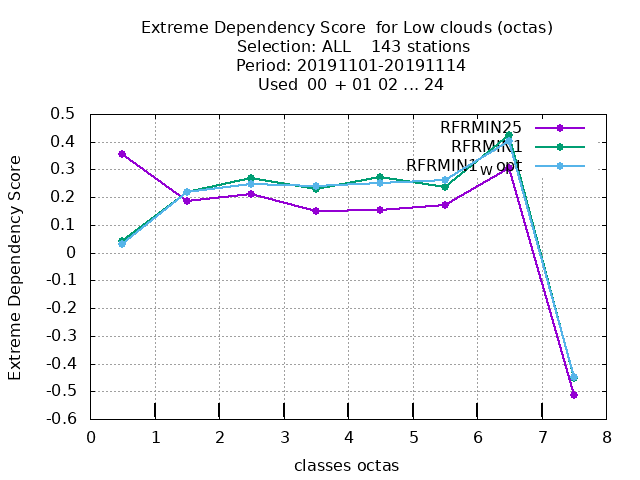 Extreme Dependency Score  for Low clouds (octas)
Selection: ALL    143 stations
Period: 20191101-20191114
Used  00  + 01 02 ... 24
RFRMIN25
RFRMIN1
RFRMIN1_W opt
Extreme Dependency Score
0.5
0.4
0.3
0.2
0.1
0
-0.1
-0.2
-0.3
-0.4
-0.5
-0.6
0 1 2 3 4 5 6 7 8
classes octas